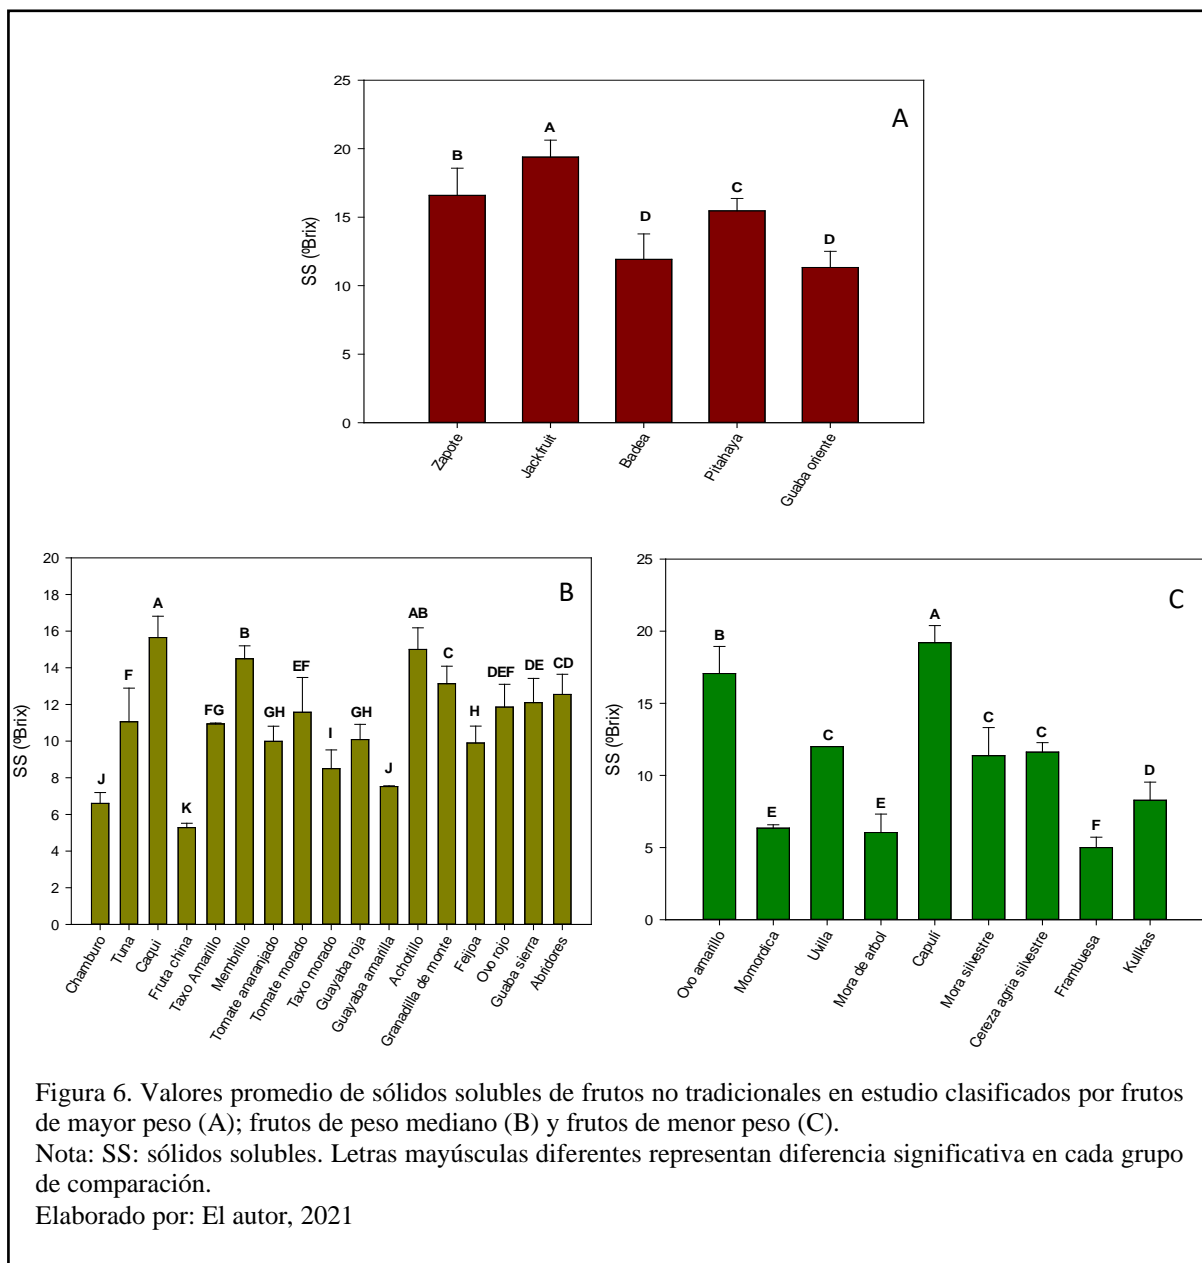 A
25
20
15
10
5
0
SS (ºBrix)
B
A
D
C
D
Zapote
Jackfruit
Badea
Pitahaya
Guaba oriente
B
20
18
16
14
12
10
8
6
4
2
0
SS (ºBrix)
J
F
A
K
FG
B
GH
EF
I
GH
J
AB
C
H
DEF
DE
CD
Chamburo
Tuna
Caqui
Fruta china
Taxo Amarillo
Membrillo
Tomate anaranjado
Tomate morado
Taxo morado
Guayaba roja
Guayaba amarilla
Achotillo
Granadilla de monte
Feijoa
Ovo rojo
Guaba sierra
Abridores
C
25
20
15
10
5
0
SS (ºBrix)
B
E
C
E
A
C
C
F
D
Ovo amarillo
Momordica
Uvilla
Mora de arbol
Capulí
Mora silvestre
Cereza agria silvestre
Frambuesa
Kullkas
Figura 6. Valores promedio de sólidos solubles de frutos no tradicionales en estudio clasificados por frutos
de mayor peso (A); frutos de peso mediano (B) y frutos de menor peso (C).
Nota: SS: sólidos solubles. Letras mayúsculas diferentes representan diferencia significativa en cada grupo
de comparación.
Elaborado por: El autor, 2021